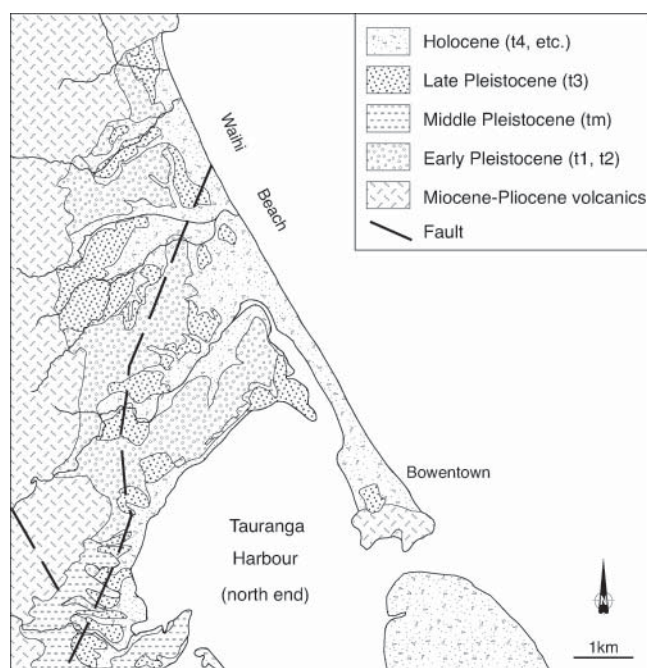 Holocene (t4, etc.)
Late Pleistocene (t3)
Middle Pleistocene (tm)
Early Pleistocene (t1, t2)
Miocene-Pliocene volcanics
Fault
Waihi
Beach
Bowentown
Tauranga
Harbour
(north end)
N
1km